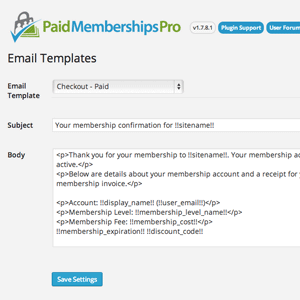 PaidMembershipsPro
v1.7.8.1
Plugin Support
User Forum
Email Templates
Email
Template
Checkout - Paid
Subject
Your membership confirmation for !!sitename!!
Body
<p>Thank you for your membership to !!sitename!!. Your membership ac
active.</p>
<p>Below are details about your membership account and a receipt for y
membership invoice.</p>
<p>Account: !!display_name!! (!!user_email!!)</p>
<p>Membership Level: !!membership_level_name!!</p>
<p>Membership Fee: !!membership_cost!!</p>
!!membership_expiration!! !!discount_code!!
Save Settings